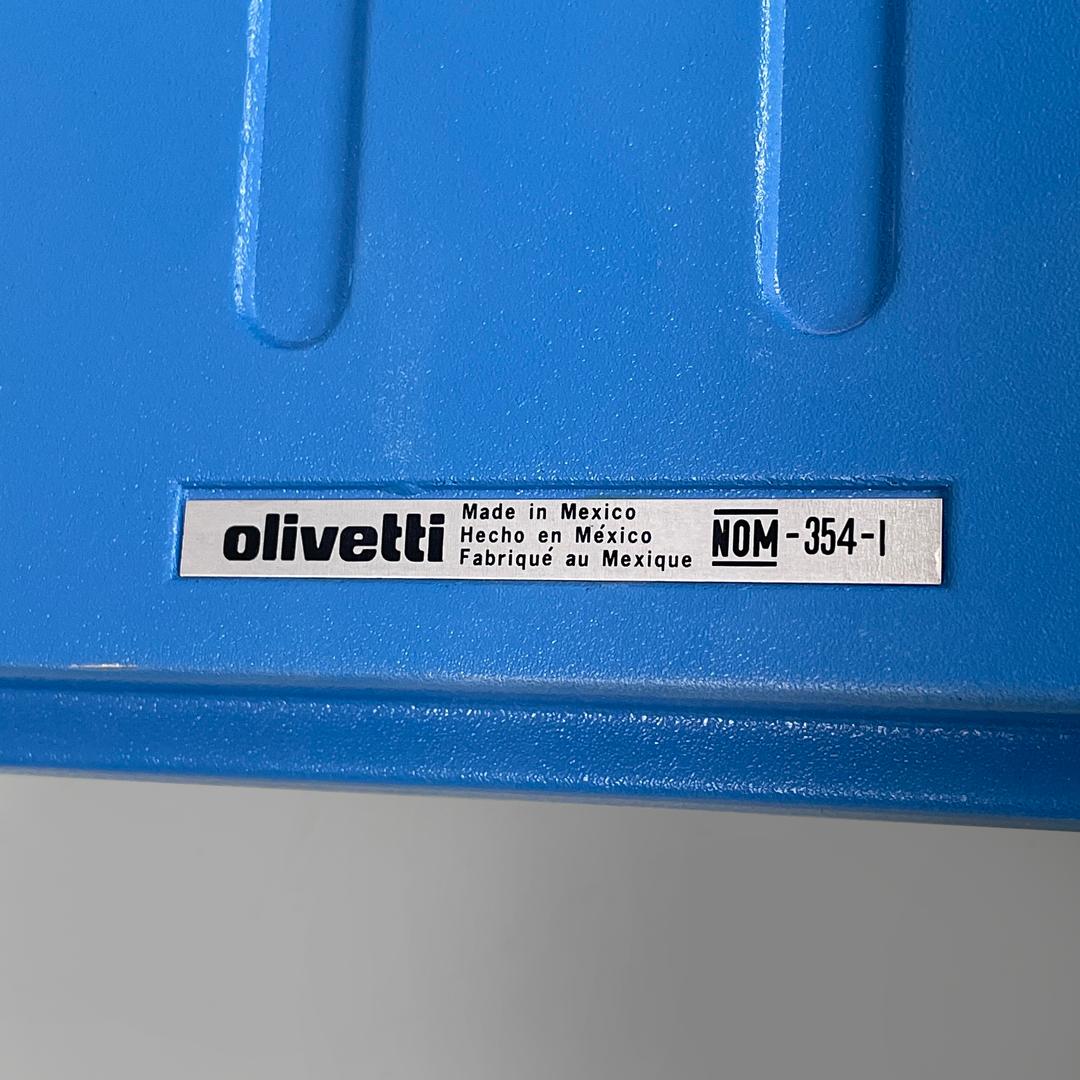 olivetti
Made in Mexico
Hecho en México
Fabriqué au Mexique
NOM-354-I